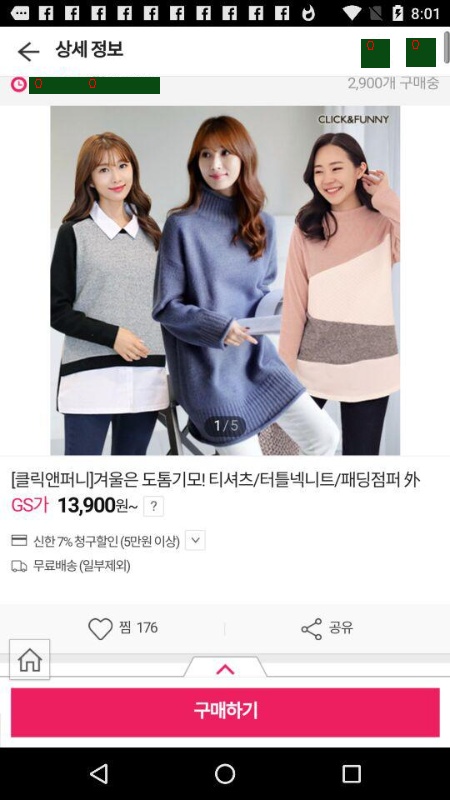 8:01
상세 정보
2,900개 구매중
CLICK&FUNNY
1/5
[클릭앤퍼니]겨울은 도톰기모! 티셔츠/터틀넥니트/패딩점퍼 外
GS가 13,900원~ ?
신한 7% 청구할인 (5만원 이상)
무료배송 (일부제외)
찜 176 공유
구매하기